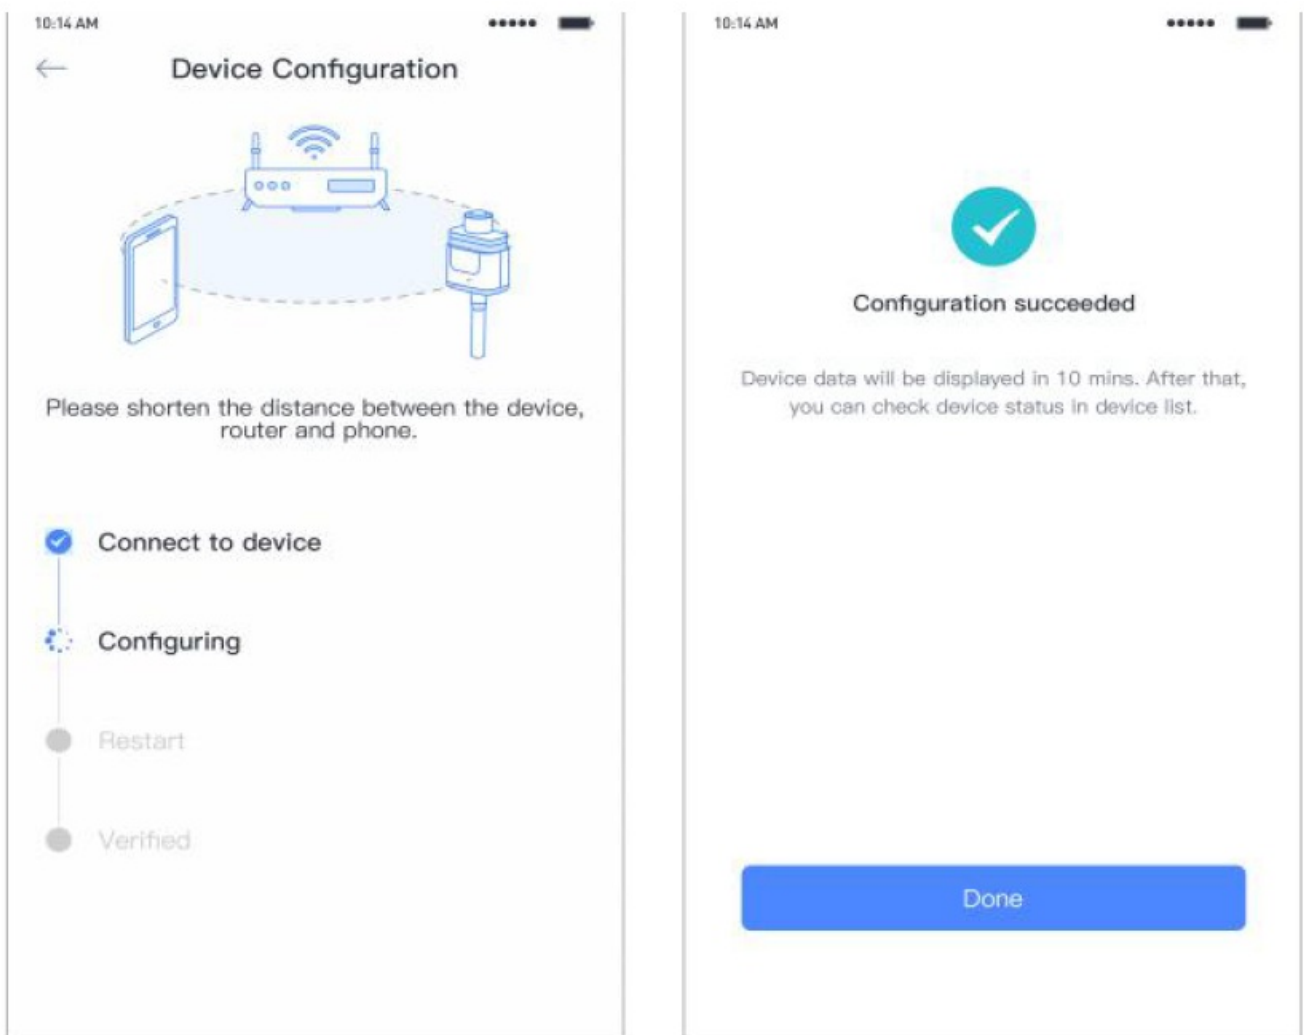 10:14 AM
Device Configuration
Please shorten the distance between the device,
router and phone.
Connect to device
Configuring
Restart
Verified
10:14 AM
Configuration succeeded
Device data will be displayed in 10 mins. After that,
you can check device status in device list.
Done